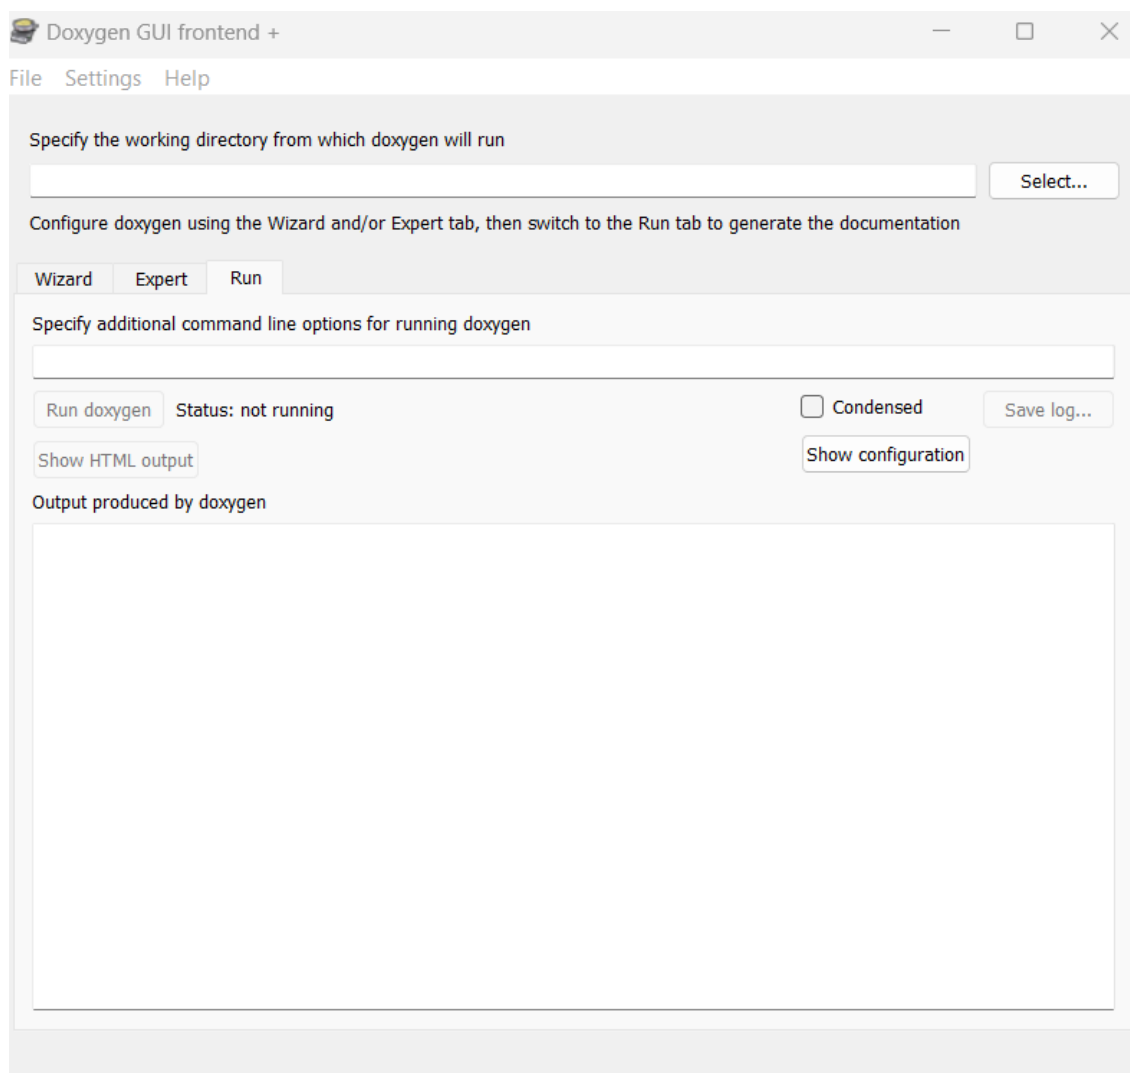 Doxygen GUI frontend +
File Settings Help
Specify the working directory from which doxygen will run
Select...
Configure doxygen using the Wizard and/or Expert tab, then switch to the Run tab to generate the documentation
Wizard Expert Run
Specify additional command line options for running doxygen
Run doxygen Status: not running Condensed Save log...
Show HTML output Show configuration
Output produced by doxygen